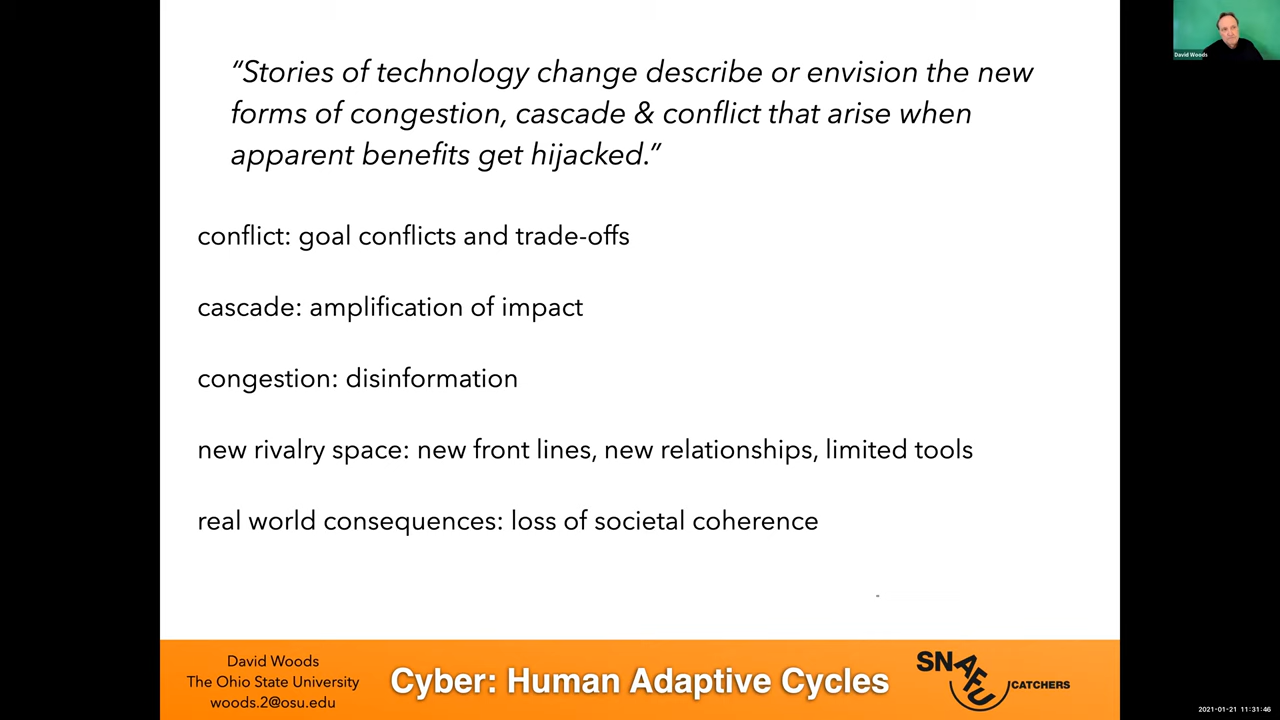 “Stories of technology change describe or envision the new
forms of congestion, cascade & conflict that arise when
apparent benefits get hijacked.”
conflict: goal conflicts and trade-offs
cascade: amplification of impact
congestion: disinformation
new rivalry space: new front lines, new relationships, limited tools
real world consequences: loss of societal coherence
David Woods
The Ohio State University
woods.2@osu.edu
Cyber: Human Adaptive Cycles
SNAFU
CATCHERS
David Woods
2021-01-21 11:31:46